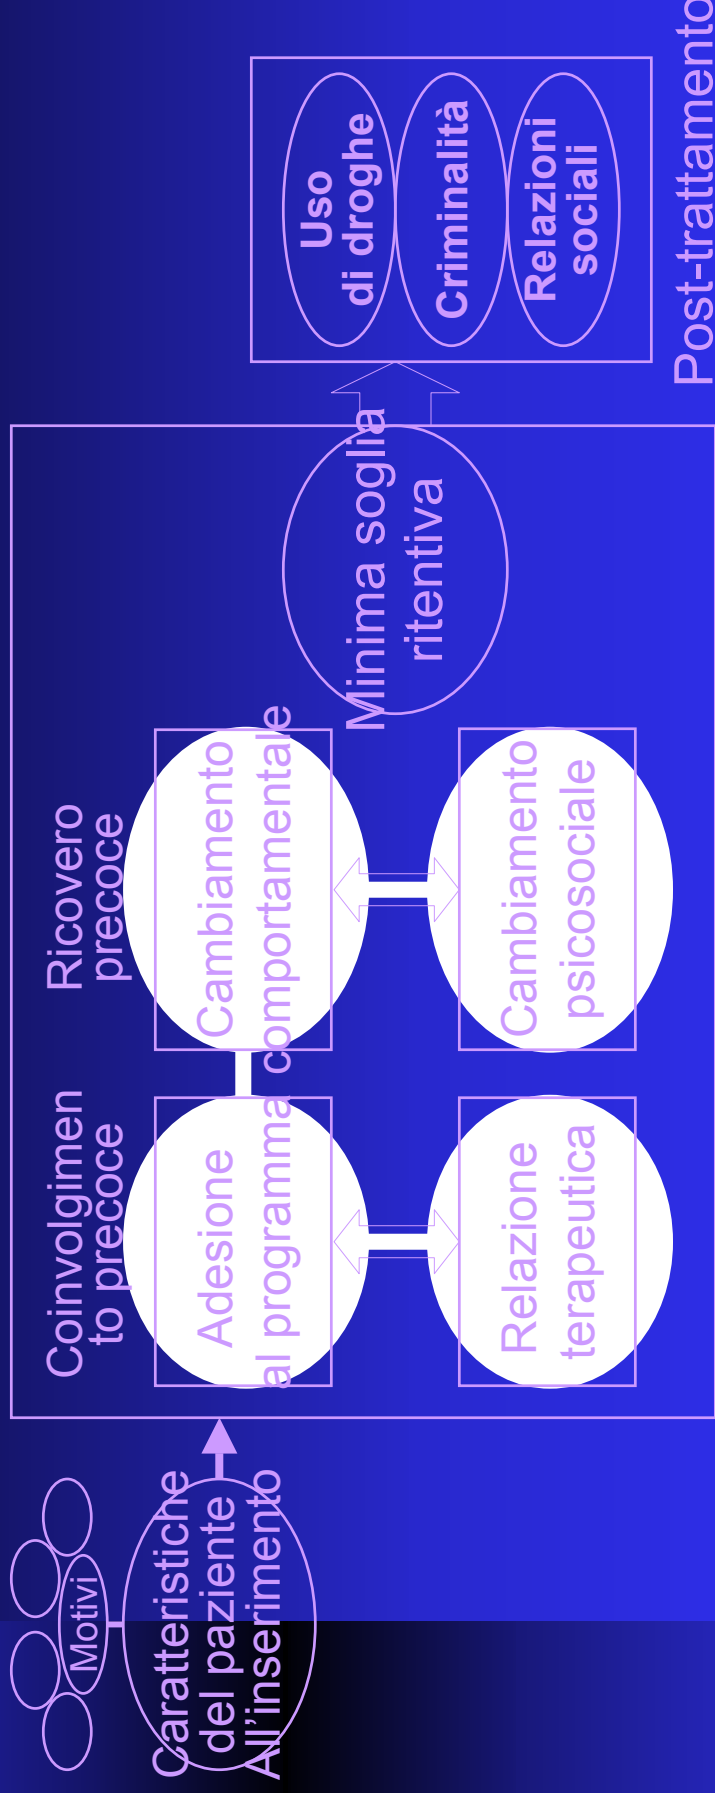 Motivi
Caratteristiche
del paziente
All'inserimento
Coinvolgimen
to precoce
Adesione
al programma
Relazione
terapeutica
Ricovero
precoce
Cambiamento
comportamentale
Cambiamento
psicosociale
Minima soglia
ritentiva
Uso
di droghe
Criminalità
Relazioni
sociali
Post-trattamento